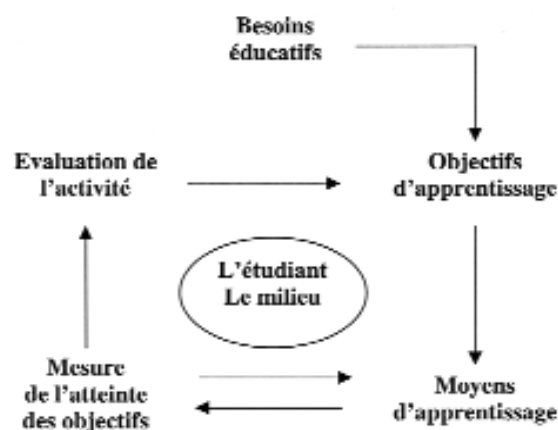 Besoins
éducatifs
Evaluation de
l'activité
Objectifs
d'apprentissage
L'étudiant
Le milieu
Mesure
de l'atteinte
des objectifs
Moyens
d'apprentissage